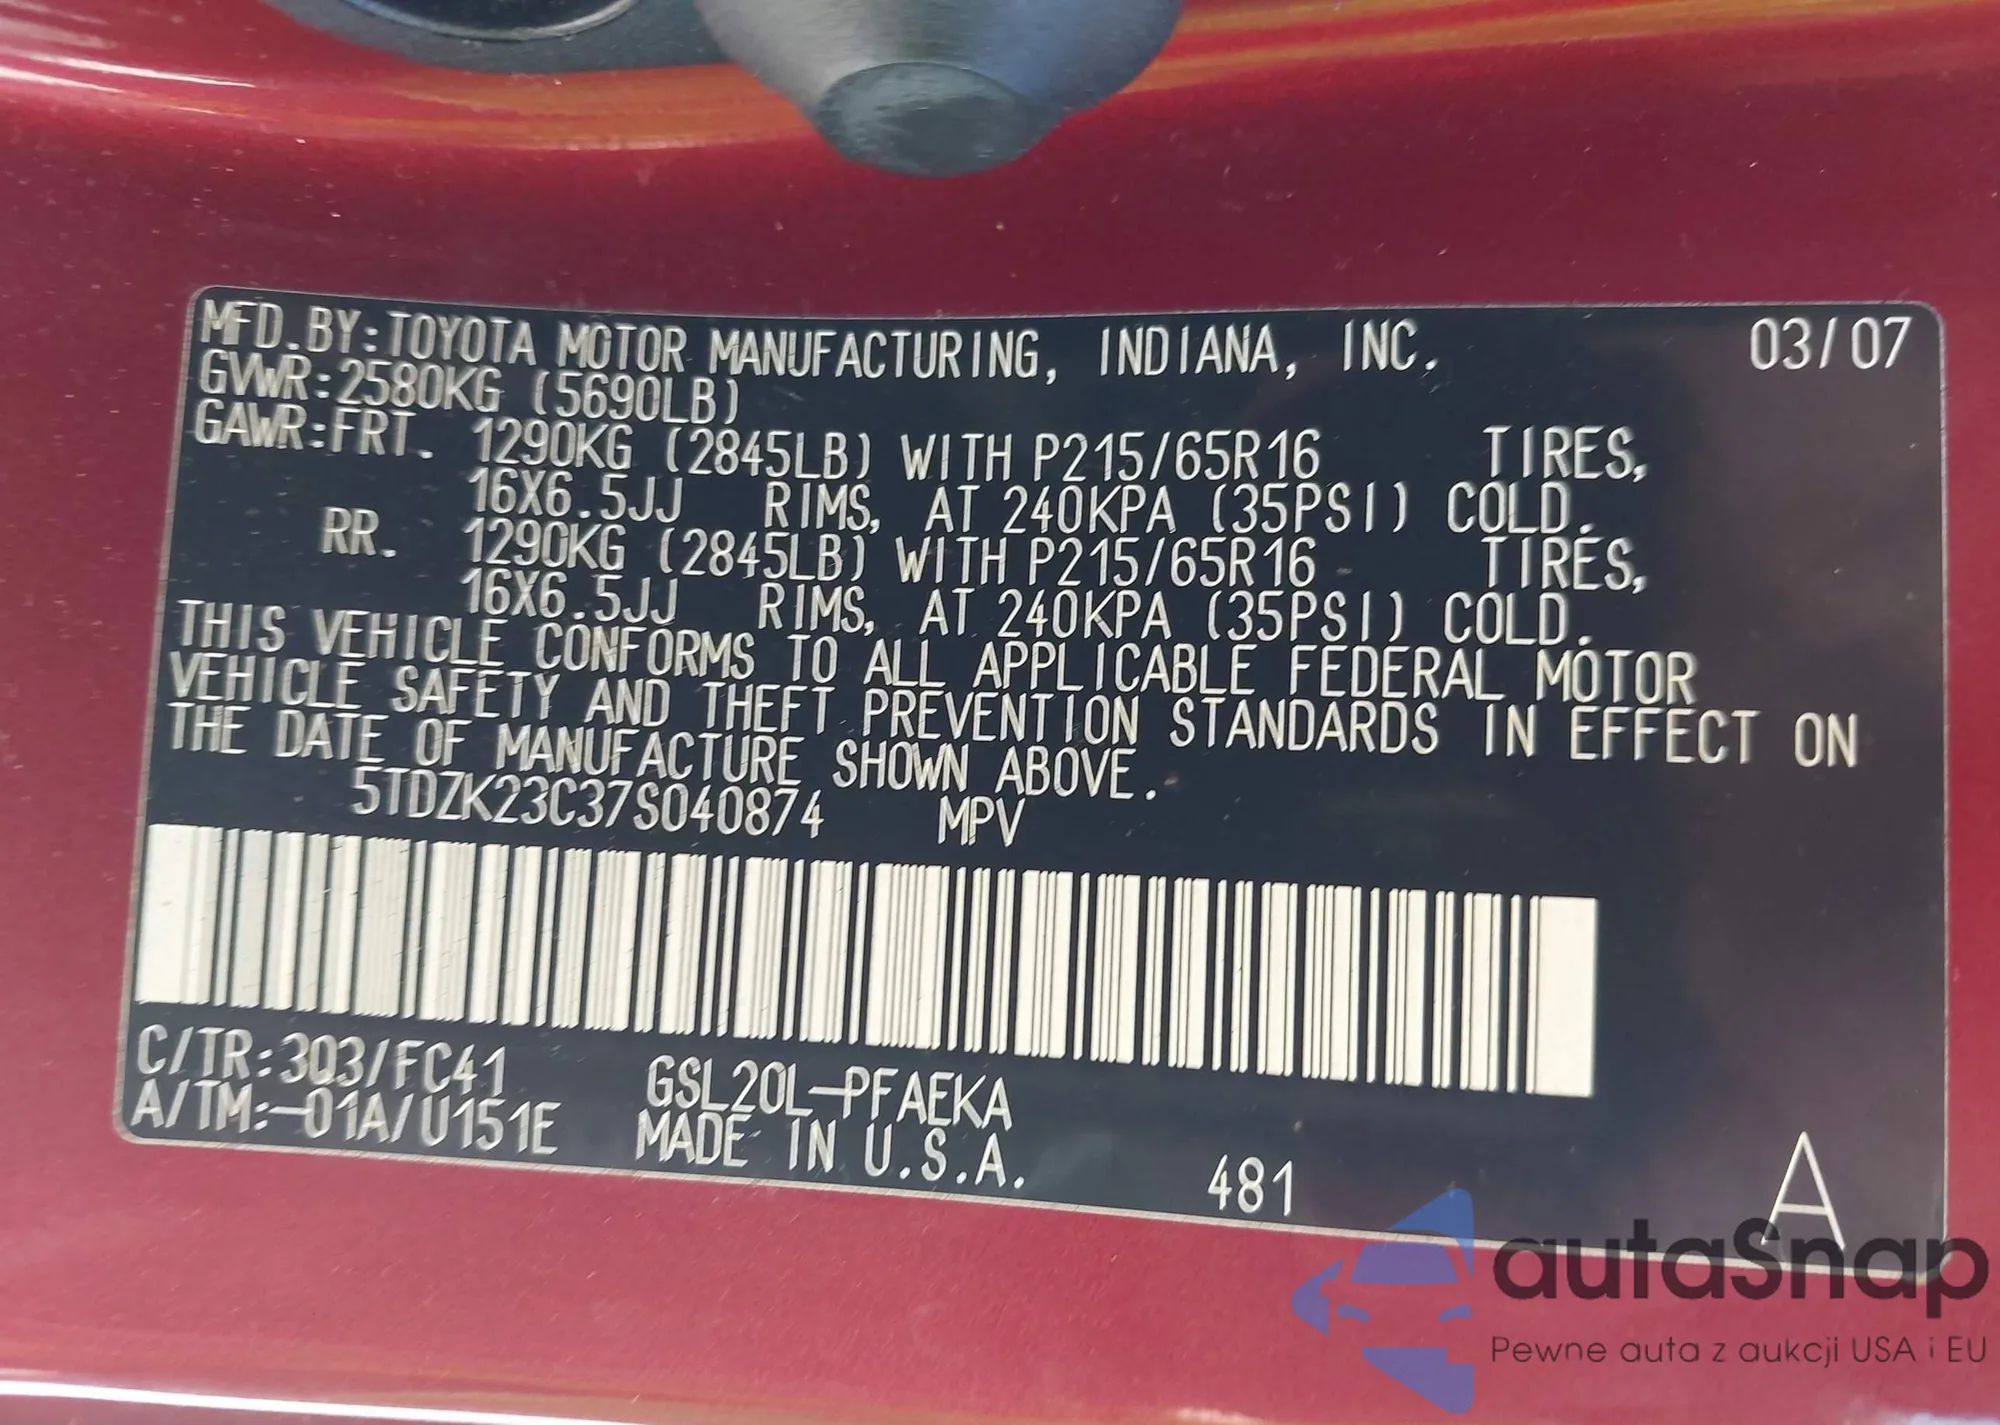 MFD.BY:TOYOTA MOTOR MANUFACTURING, INDIANA, INC. 03/07
GVWR:2580KG (5690LB)
GAWR:FRT. 1290KG (2845LB) WITH P215/65R16 TIRES,
16X6.5JJ RIMS, AT 240KPA (35PSI) COLD.
RR. 1290KG (2845LB) WITH P215/65R16 TIRES,
16X6.5JJ RIMS, AT 240KPA (35PSI) COLD.
THIS VEHICLE CONFORMS TO ALL APPLICABLE FEDERAL MOTOR
VEHICLE SAFETY AND THEFT PREVENTION STANDARDS IN EFFECT ON
THE DATE OF MANUFACTURE SHOWN ABOVE.
5TDZK23C37S040874 MPV
C/TR:3Q3/FC41 GSL20L-PFAEKA
A/TM:-01A/U151E MADE IN U.S.A. 481 A
autaSnap
Pewne auta z aukcji USA i EU